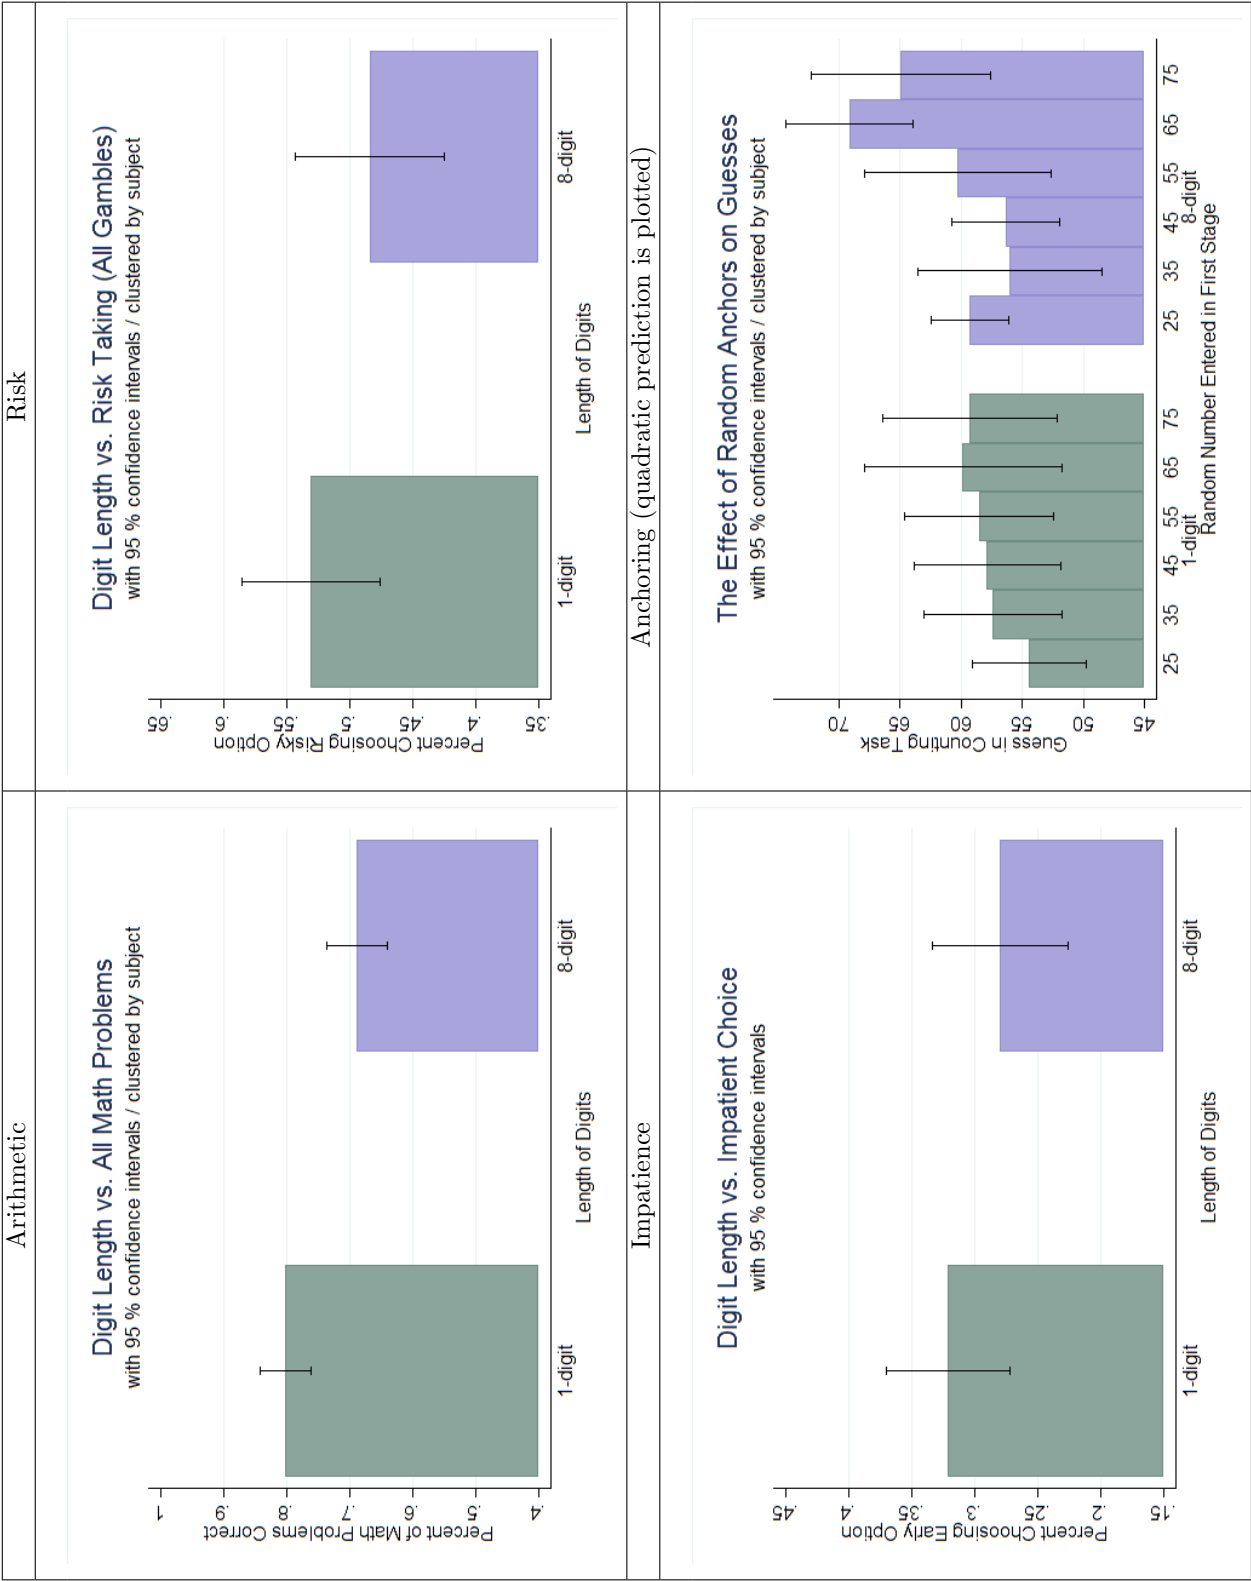 Arithmetic
Digit Length vs. All Math Problems
with 95 % confidence intervals / clustered by subject
Percent of Math Problems Correct
1
.9
.8
.7
.6
.5
.4
1-digit
8-digit
Length of Digits
Risk
Digit Length vs. Risk Taking (All Gambles)
with 95 % confidence intervals / clustered by subject
Percent Choosing Risky Option
.65
.6
.55
.5
.45
.4
.35
1-digit
8-digit
Length of Digits
Impatience
Digit Length vs. Impatient Choice
with 95 % confidence intervals
Percent Choosing Early Option
.45
.4
.35
.3
.25
.2
.15
1-digit
8-digit
Length of Digits
Anchoring (quadratic prediction is plotted)
The Effect of Random Anchors on Guesses
with 95 % confidence intervals / clustered by subject
Guess in Counting Task
70
65
60
55
50
45
25 35 45 55 65 75 25 35 45 55 65 75
1-digit 8-digit
Random Number Entered in First Stage